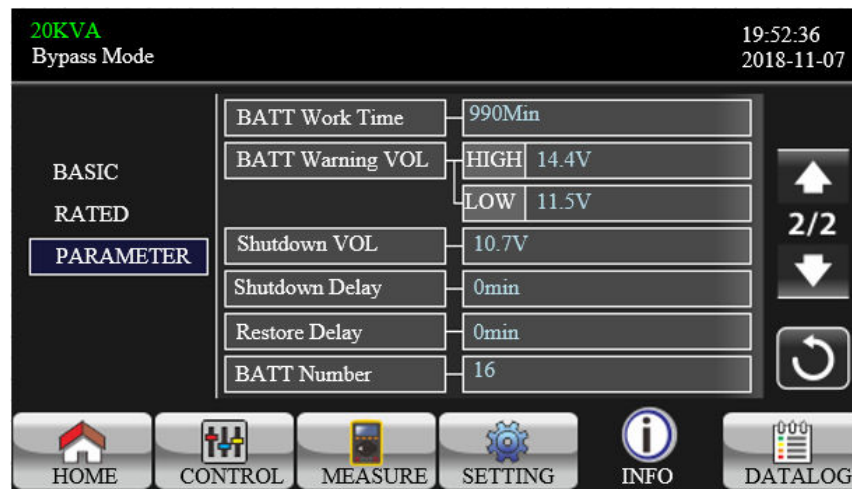 20KVA
19:52:36
Bypass Mode
2018-11-07
BATT Work Time 990Min
BATT Warning VOL HIGH 14.4V
LOW 11.5V
BASIC
RATED
PARAMETER
Shutdown VOL 10.7V
Shutdown Delay 0min
Restore Delay 0min
BATT Number 16
2/2
HOME CONTROL MEASURE SETTING INFO DATALOG